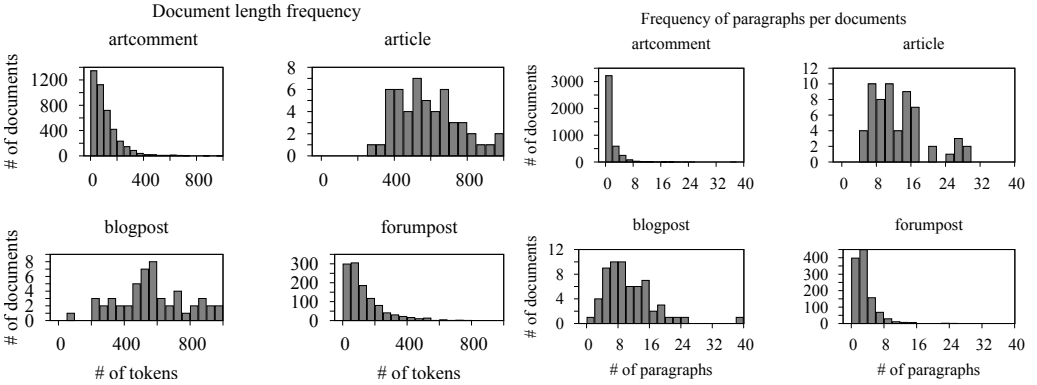 Document length frequency
artcomment
article
# of documents
1200
800
400
0
0 400 800
8
6
4
2
0
0 400 800
blogpost
forumpost
# of documents
8
6
4
2
0
0 400 800
# of tokens
300
200
100
0
0 400 800
# of tokens
Frequency of paragraphs per documents
artcomment
article
# of documents
3000
2000
1000
0
0 8 16 24 32 40
12
10
8
6
4
2
0
0 8 16 24 32 40
blogpost
forumpost
# of documents
12
8
4
0
0 8 16 24 32 40
# of paragraphs
400
300
200
100
0
0 8 16 24 32 40
# of paragraphs